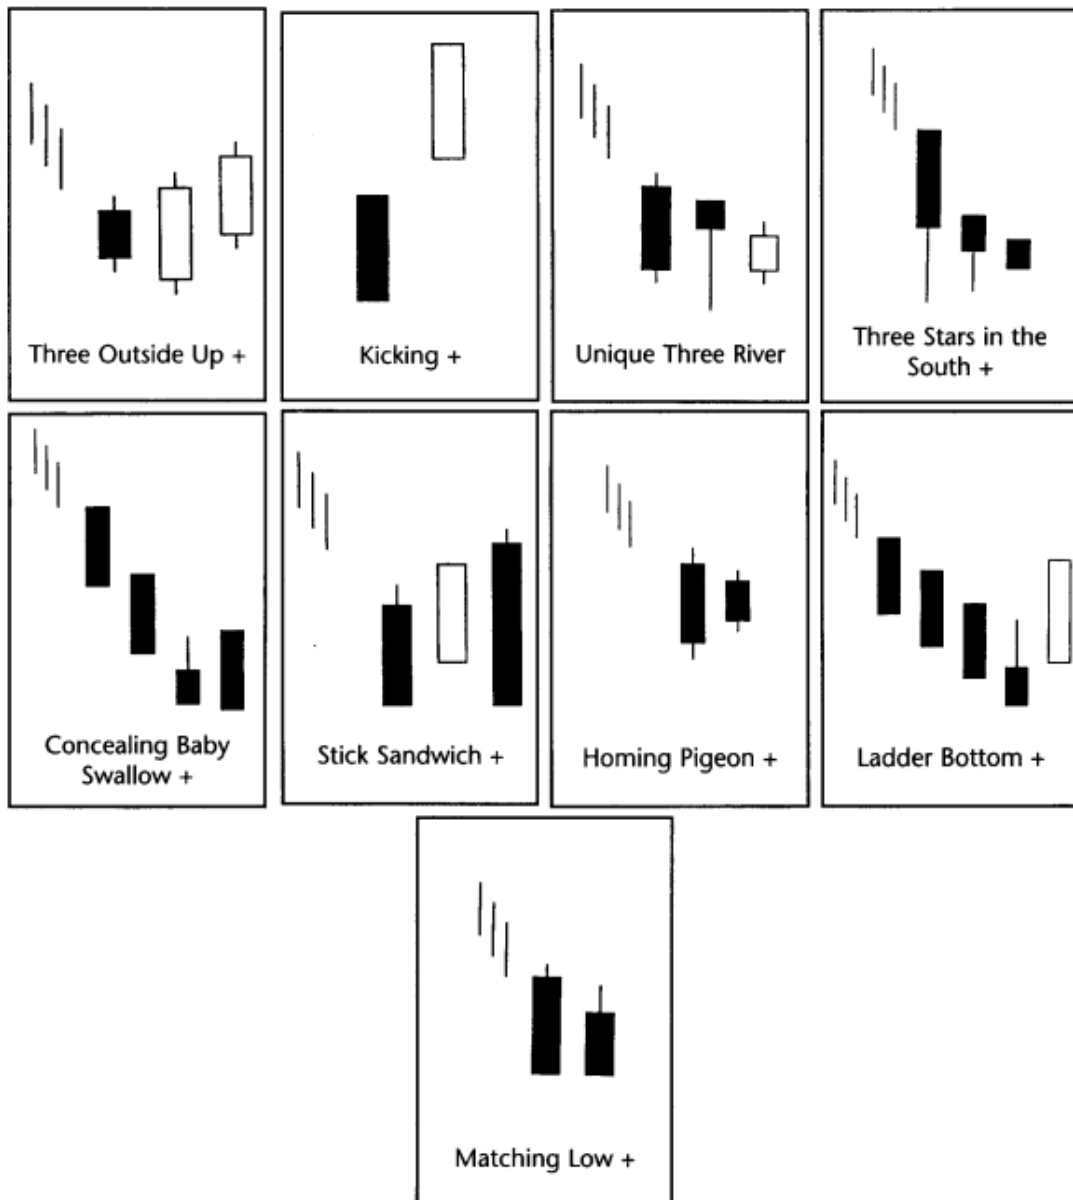 Three Outside Up +
Kicking +
Unique Three River
Three Stars in the
South +
Concealing Baby
Swallow +
Stick Sandwich +
Homing Pigeon +
Ladder Bottom +
Matching Low +